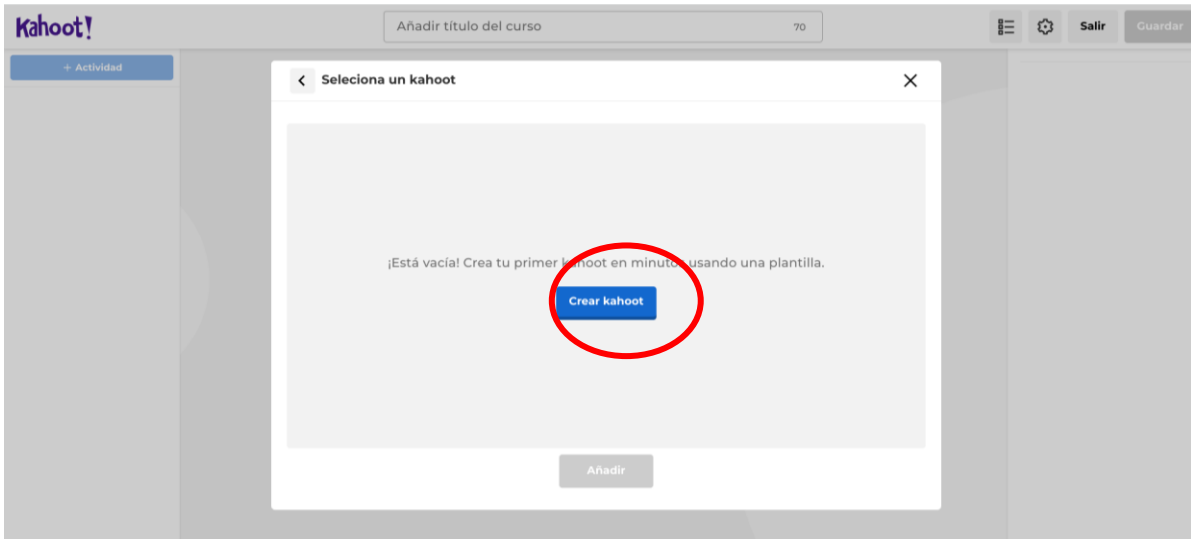 Kahoot!
Añadir título del curso 70
Salir
Guardar
+ Actividad
Selecciona un kahoot
¡Está vacía! Crea tu primer kahoot en minutos usando una plantilla.
Crear kahoot
Añadir